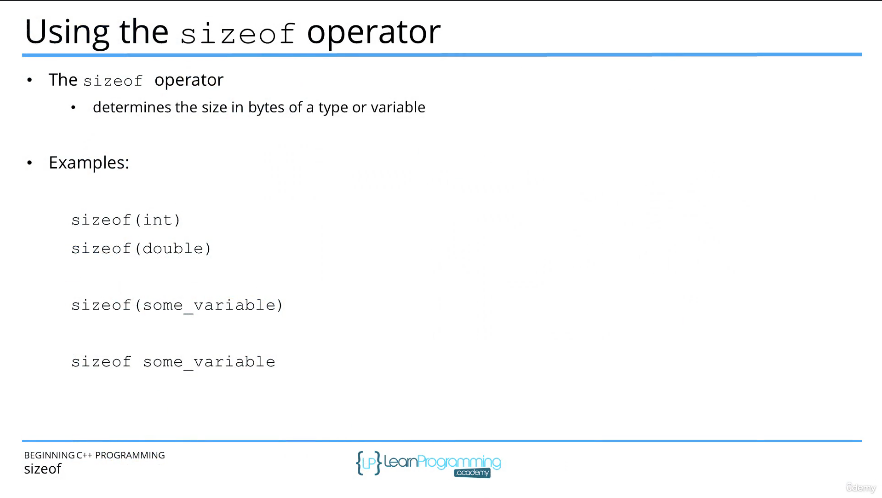 Using the sizeof operator
• The sizeof operator
• determines the size in bytes of a type or variable
• Examples:
sizeof(int)
sizeof(double)
sizeof(some_variable)
sizeof some_variable
BEGINNING C++ PROGRAMMING
sizeof
{LP} LearnProgramming
academy
Udemy